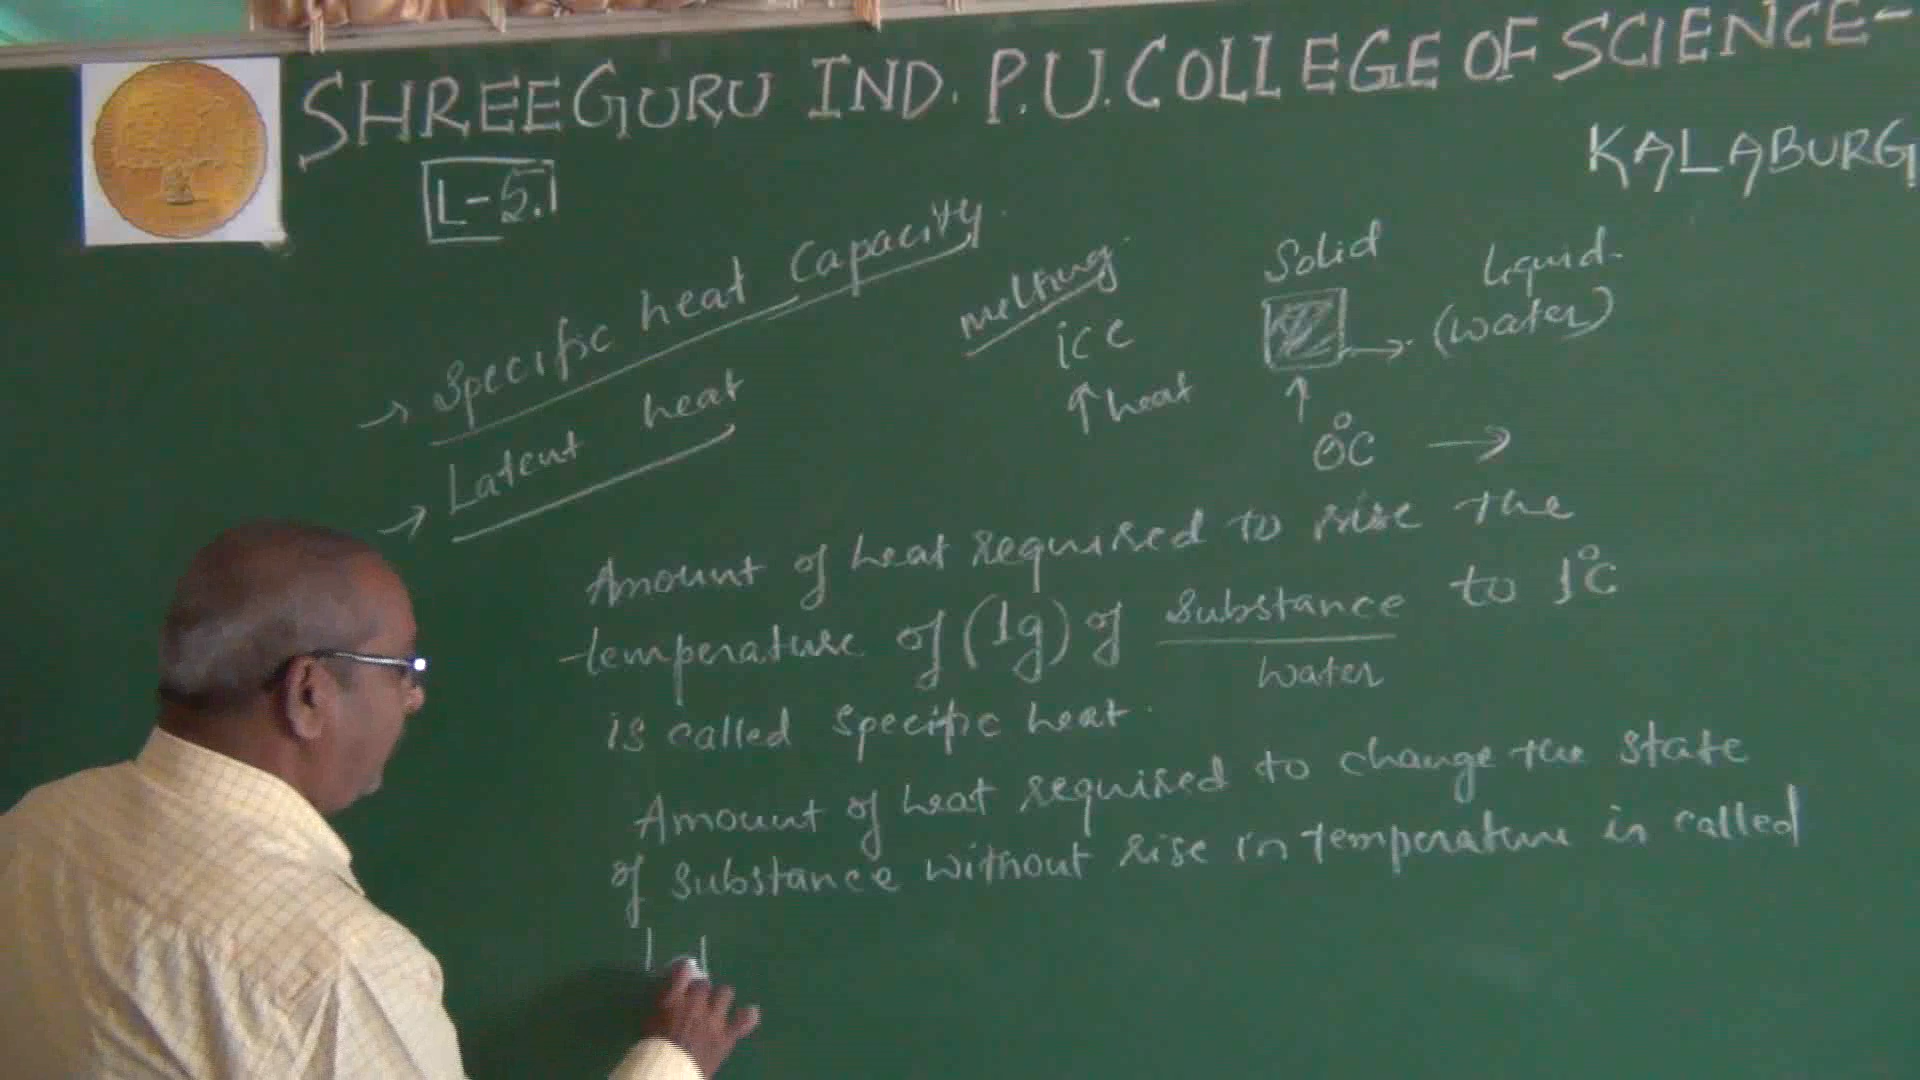 SHREEGURU IND. P.U. COLLEGE OF SCIENCE-
KALABURGI
L-5.1
→ Specific heat Capacity.
→ Latent heat
melting
ice
↑ heat
Solid
Liquid.
→ (water)
↑
0°C →
Amount of heat required to rise the
temperature of (1g) of substance to 1°C
water
is called specific heat.
Amount of heat required to change the state
of substance without rise in temperature is called